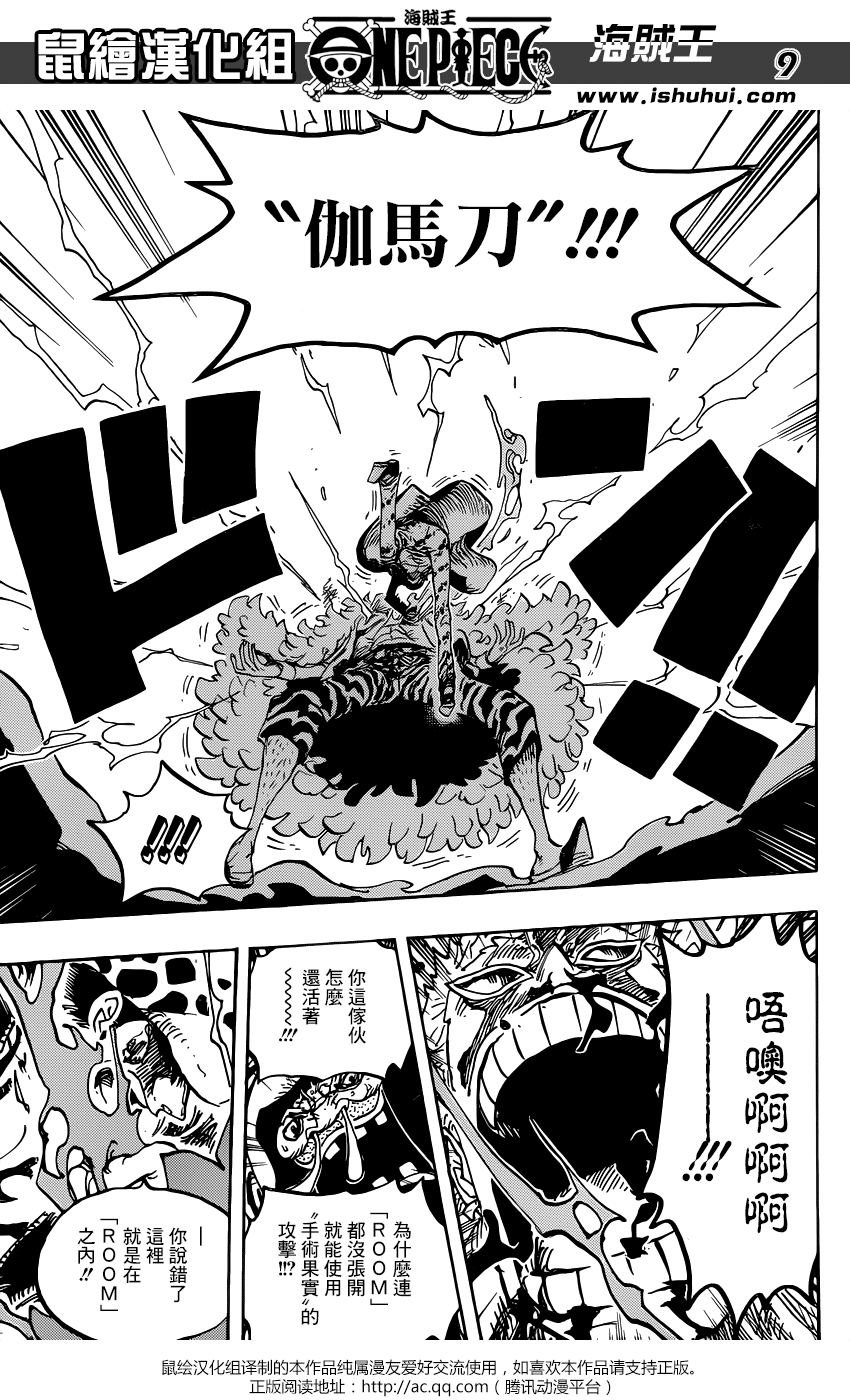 鼠繪漢化組
海賊王
ONE PIECE
海賊王
9
www.ishuhui.com
“伽馬刀”!!!
ド
ン
!!
!!!
唔噢啊啊啊
———!!!
你這傢伙
怎麼
還活著
~~~~!!!
為什麼連
「ROOM」
都沒張開
就能使用
“手術果實”的
攻擊!!?
—
你說錯了
這裡
就是在
「ROOM」
之內!!
鼠绘汉化组译制的本作品纯属漫友爱好交流使用，如喜欢本作品请支持正版。
正版阅读地址：http://ac.qq.com（腾讯动漫平台）